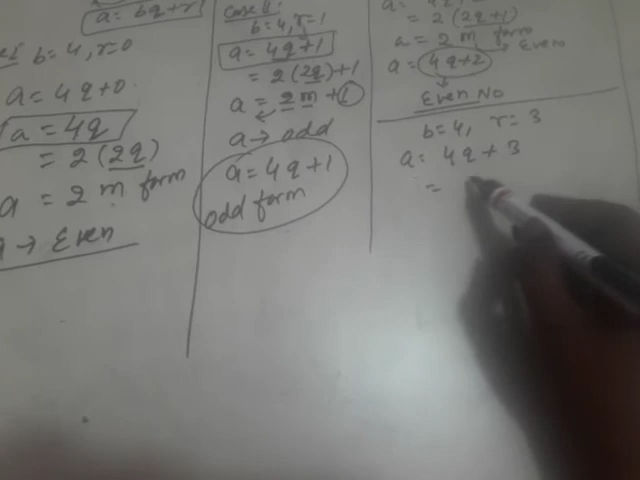 a = bq+r
b=4, r=0
a = 4q+0
a = 4q
= 2(2q)
a = 2 m form
a → Even
Case II
b=4, r=1
a = 4q+1
= 2(2q)+1
a = 2m+1
a → odd
a = 4q+1
odd form
= 2(2q+1)
a = 2 m form
→ Even
a = 4q+2
Even No
b=4, r=3
a= 4q+3
=